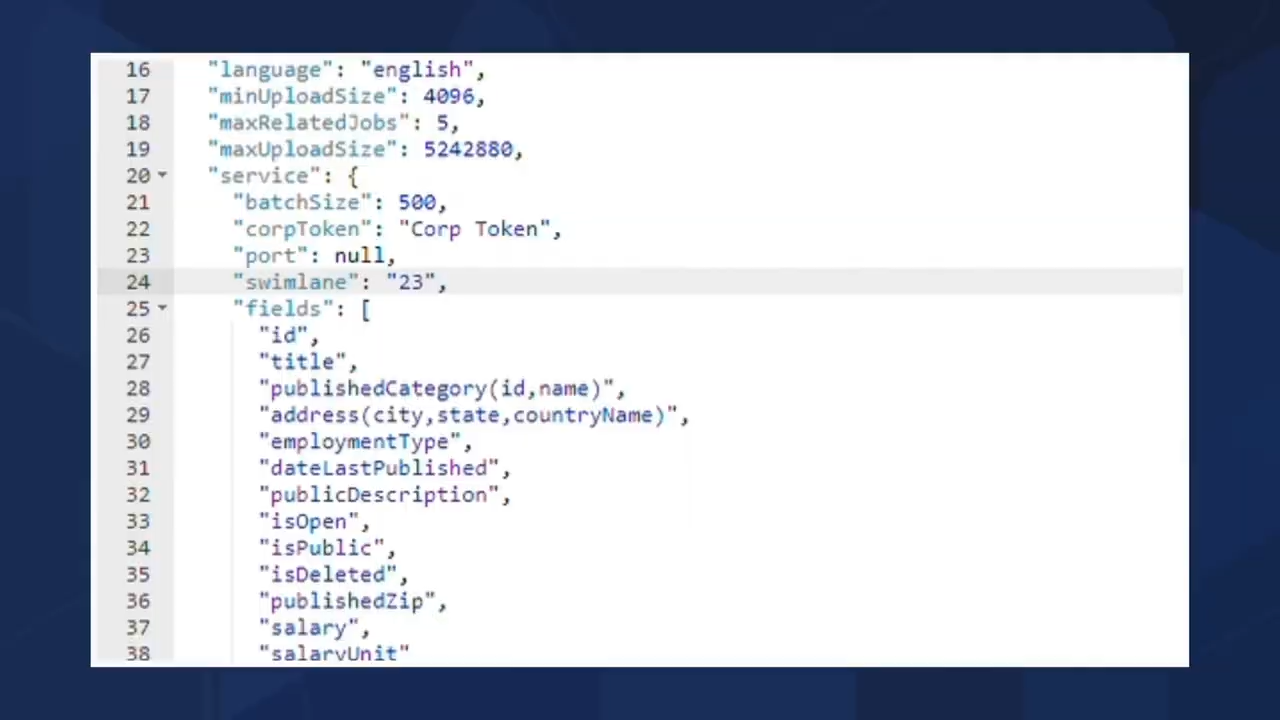 16 "language": "english",
17 "minUploadSize": 4096,
18 "maxRelatedJobs": 5,
19 "maxUploadSize": 5242880,
20 "service": {
21 "batchSize": 500,
22 "corpToken": "Corp Token",
23 "port": null,
24 "swimlane": "23",
25 "fields": [
26 "id",
27 "title",
28 "publishedCategory(id,name)",
29 "address(city,state,countryName)",
30 "employmentType",
31 "dateLastPublished",
32 "publicDescription",
33 "isOpen",
34 "isPublic",
35 "isDeleted",
36 "publishedZip",
37 "salary",
38 "salaryUnit"